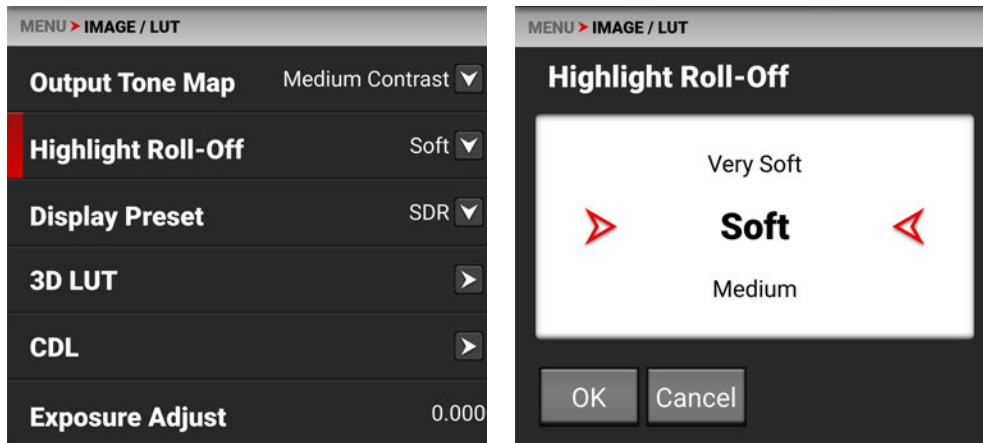 MENU > IMAGE / LUT
Output Tone Map Medium Contrast
Highlight Roll-Off Soft
Display Preset SDR
3D LUT
CDL
Exposure Adjust 0.000
MENU > IMAGE / LUT
Highlight Roll-Off
Very Soft
Soft
Medium
OK Cancel